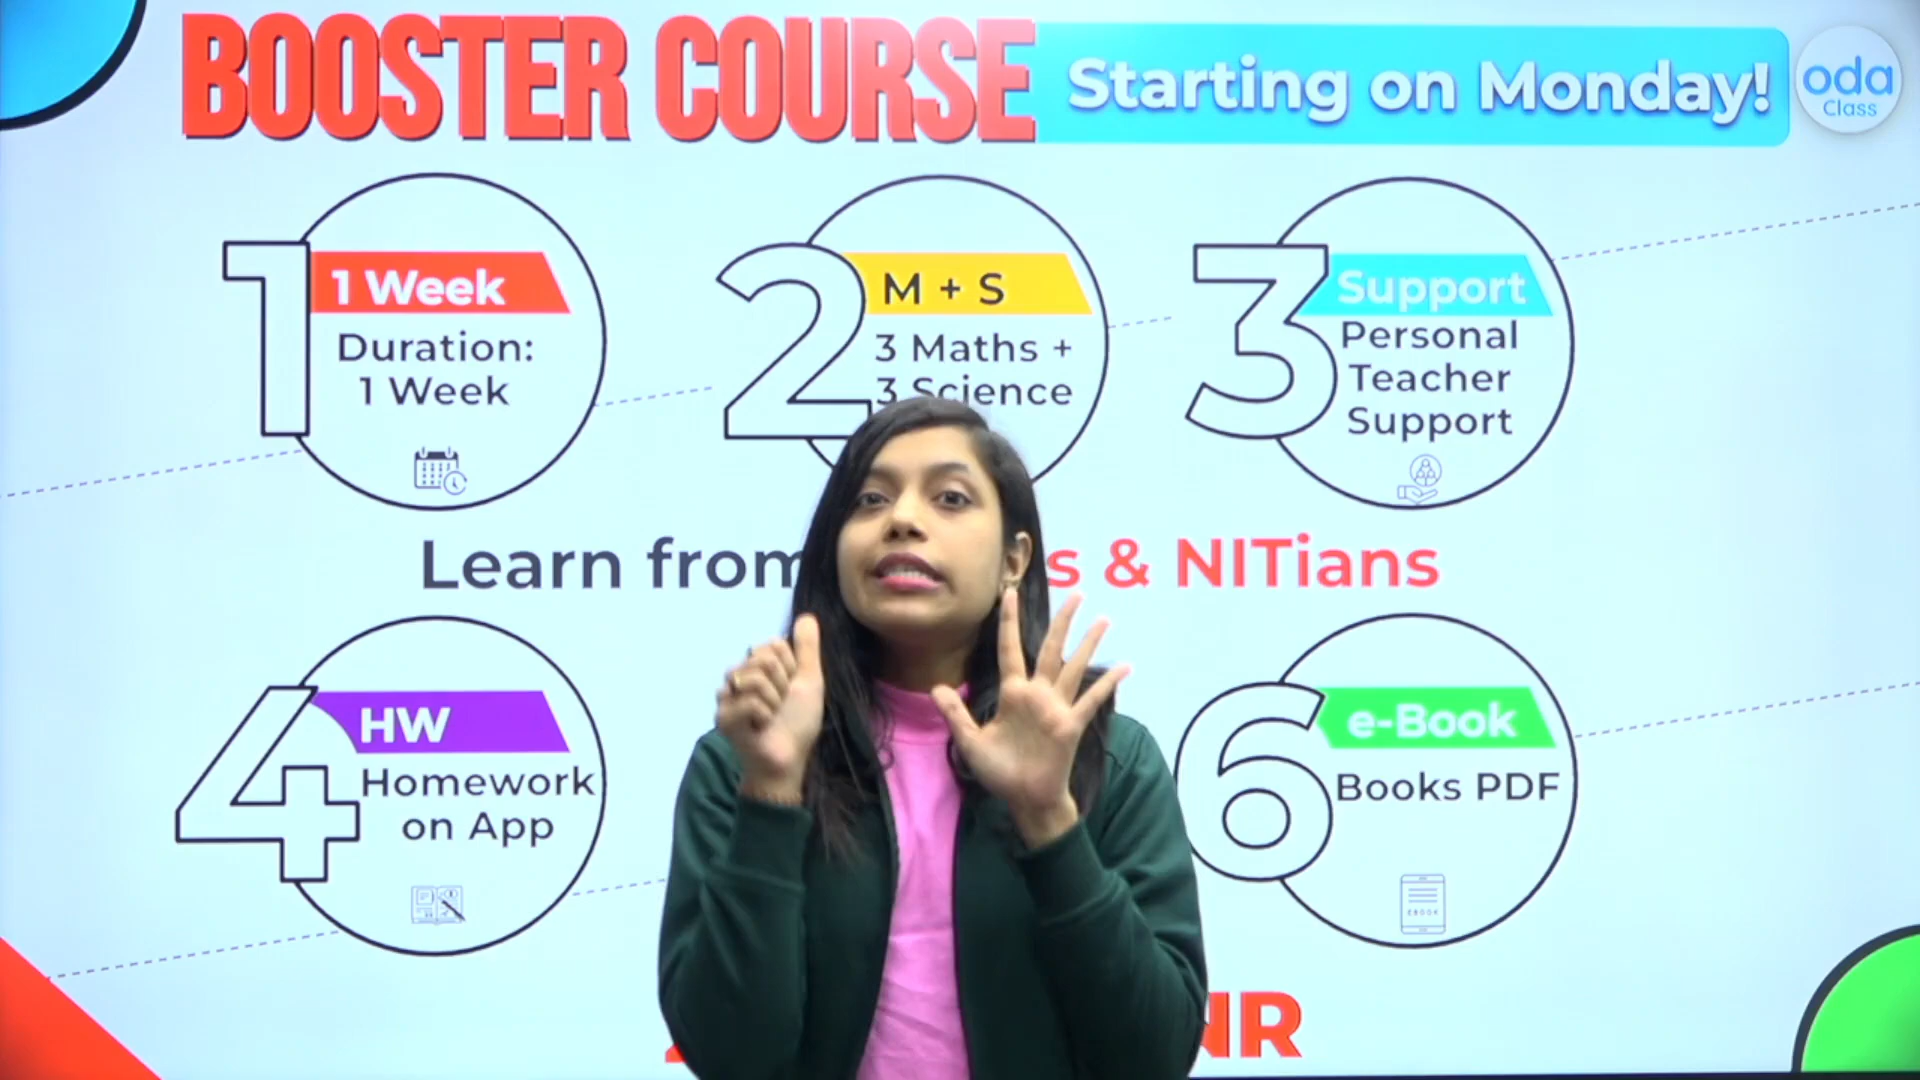 BOOSTER COURSE
Starting on Monday!
oda
Class
1
1 Week
Duration:
1 Week
2
M + S
3 Maths +
3 Science
3
Support
Personal
Teacher
Support
Learn from
& NITians
4
HW
Homework
on App
6
e-Book
Books PDF
EBOOK